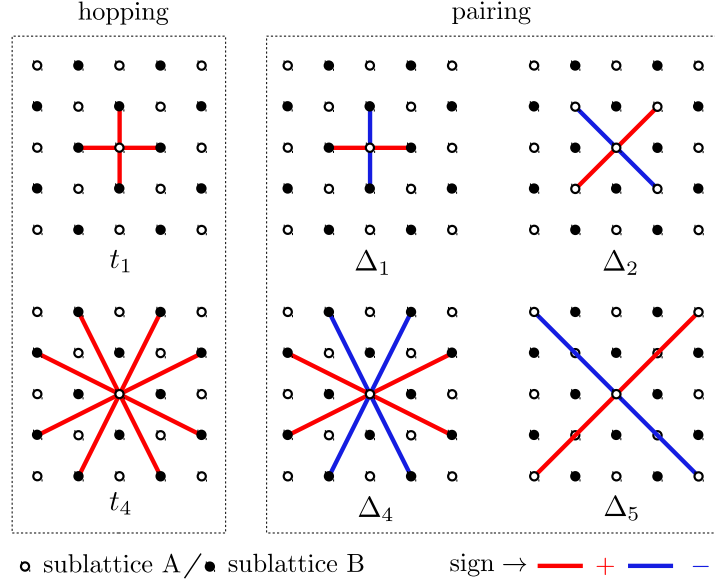 hopping pairing
t₁ Δ₁ Δ₂
t₄ Δ₄ Δ₅
sublattice A/ sublattice B sign → + −